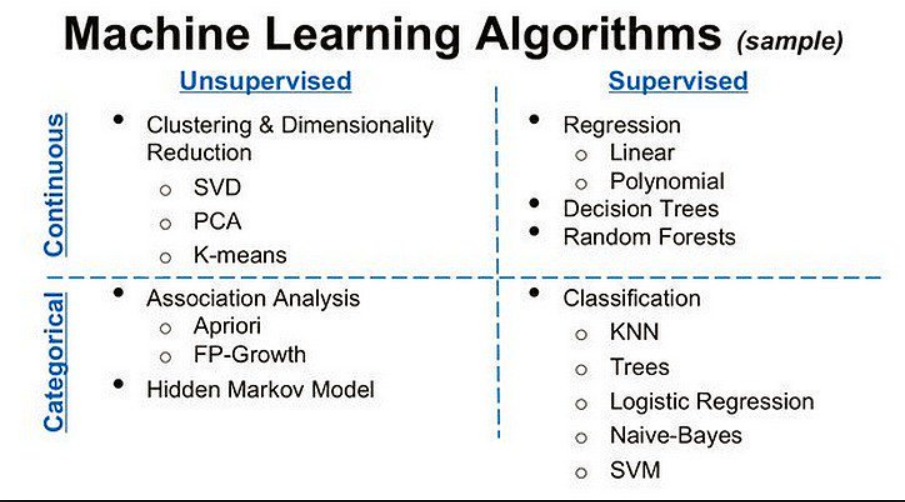 Machine Learning Algorithms (sample)
Unsupervised
Supervised
Continuous
• Clustering & Dimensionality
Reduction
o SVD
o PCA
o K-means
• Regression
o Linear
o Polynomial
• Decision Trees
• Random Forests
Categorical
• Association Analysis
o Apriori
o FP-Growth
• Hidden Markov Model
• Classification
o KNN
o Trees
o Logistic Regression
o Naive-Bayes
o SVM